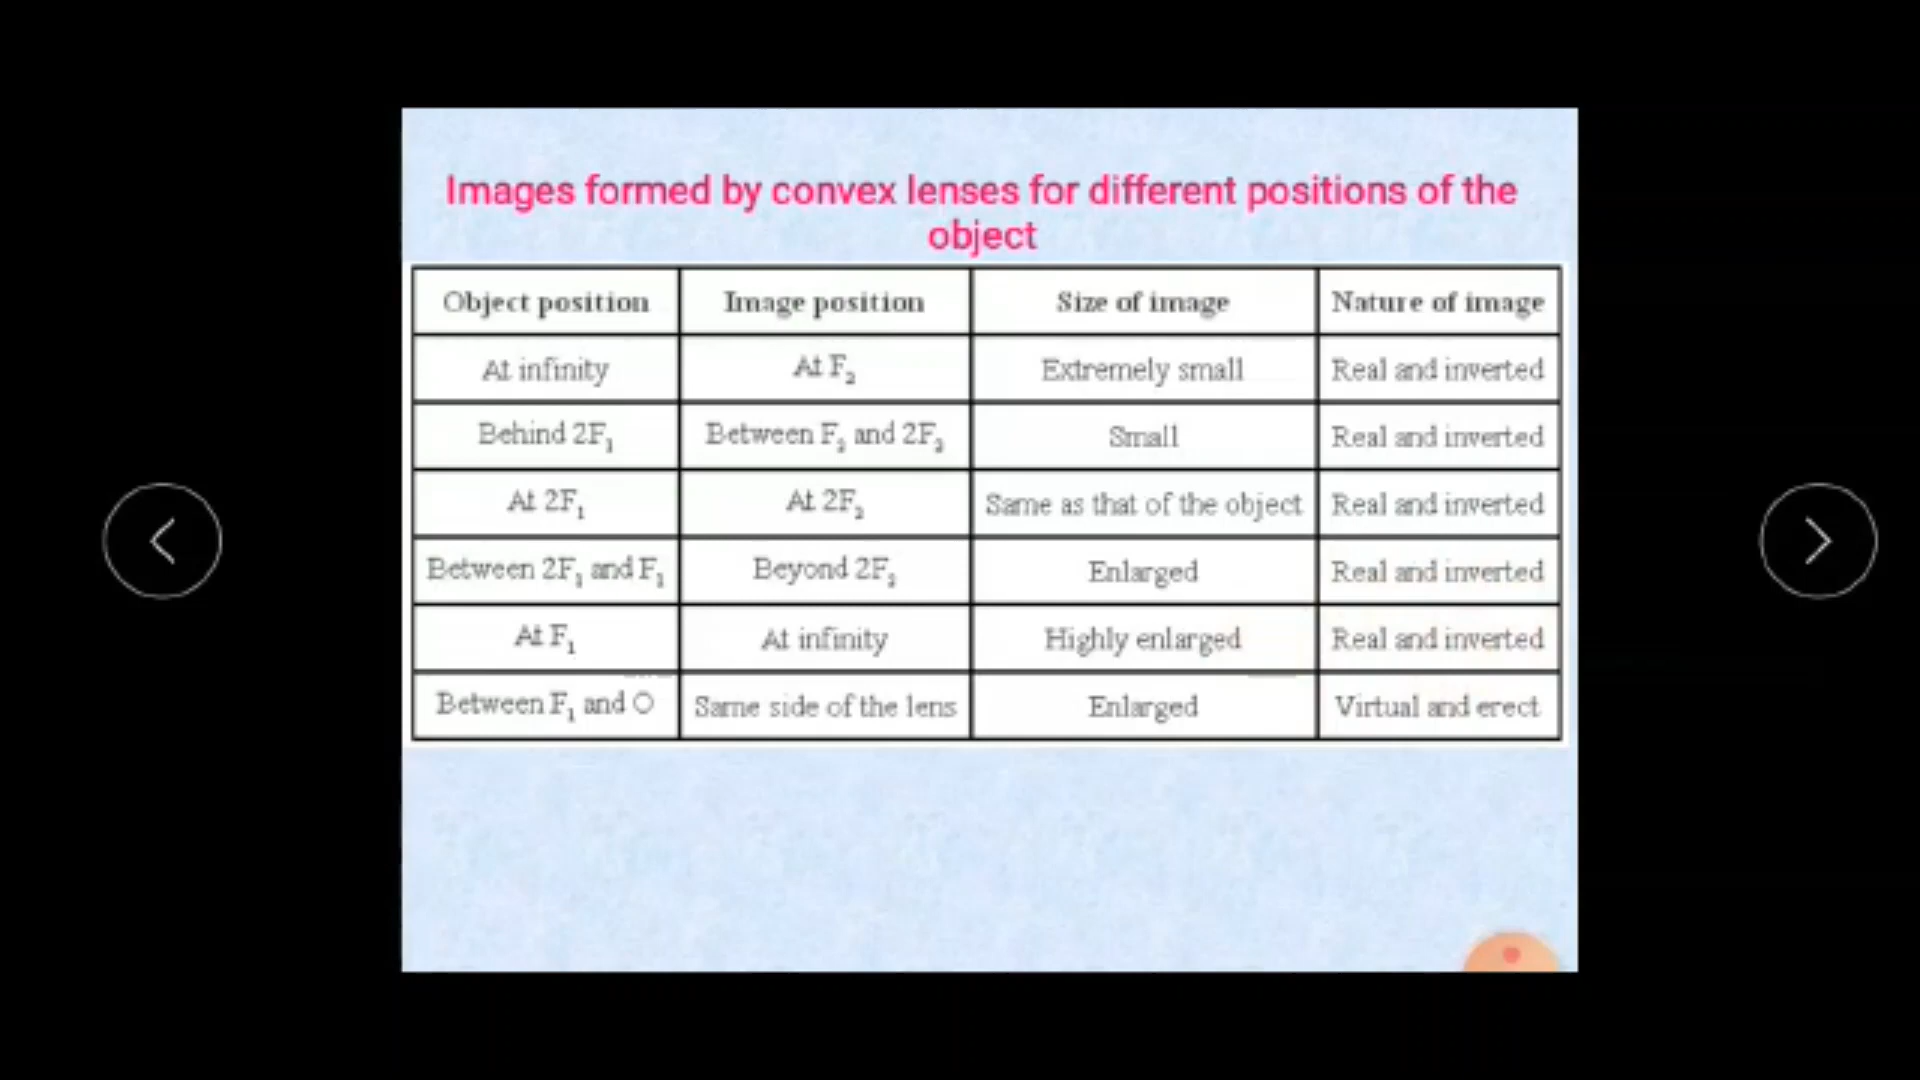 Images formed by convex lenses for different positions of the
object
Object position Image position Size of image Nature of image
At infinity At F₂ Extremely small Real and inverted
Behind 2F₁ Between F₂ and 2F₂ Small Real and inverted
At 2F₁ At 2F₂ Same as that of the object Real and inverted
Between 2F₁ and F₁ Beyond 2F₂ Enlarged Real and inverted
At F₁ At infinity Highly enlarged Real and inverted
Between F₁ and O Same side of the lens Enlarged Virtual and erect